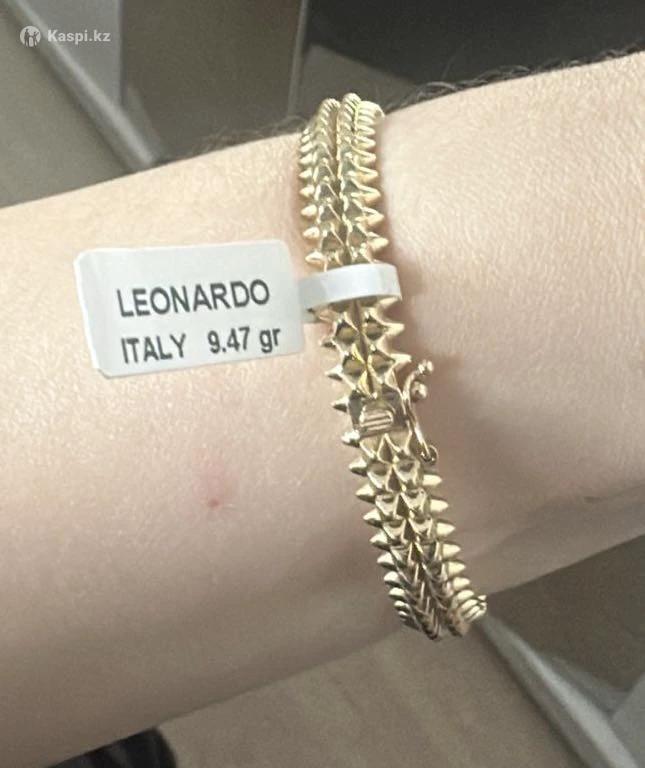 Kaspi.kz
LEONARDO
ITALY 9.47 gr